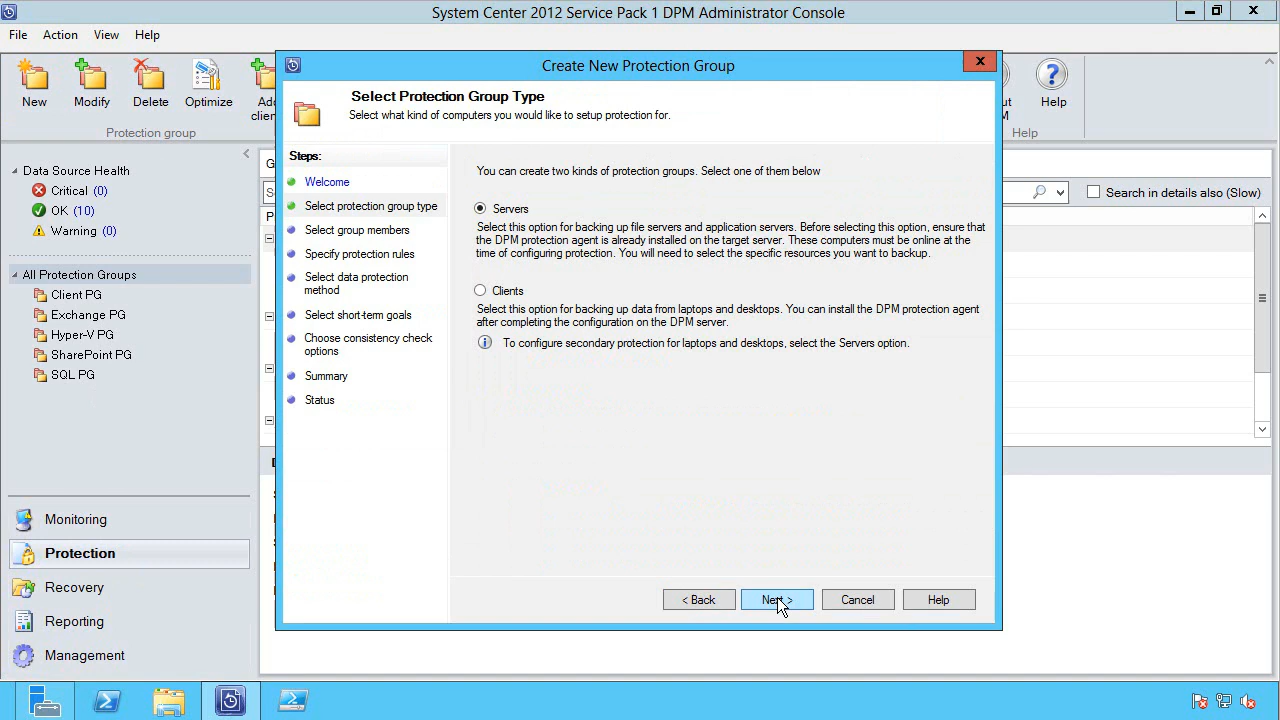 System Center 2012 Service Pack 1 DPM Administrator Console
File Action View Help
New Modify Delete Optimize
Help
Protection group
Help
Create New Protection Group
Select Protection Group Type
Select what kind of computers you would like to setup protection for.
Data Source Health
Critical (0)
OK (10)
Warning (0)
All Protection Groups
Client PG
Exchange PG
Hyper-V PG
SharePoint PG
SQL PG
Monitoring
Protection
Recovery
Reporting
Management
Steps:
Welcome
Select protection group type
Select group members
Specify protection rules
Select data protection
method
Select short-term goals
Choose consistency check
options
Summary
Status
You can create two kinds of protection groups. Select one of them below
Servers
Select this option for backing up file servers and application servers. Before selecting this option, ensure that
the DPM protection agent is already installed on the target server. These computers must be online at the
time of configuring protection. You will need to select the specific resources you want to backup.
Clients
Select this option for backing up data from laptops and desktops. You can install the DPM protection agent
after completing the configuration on the DPM server.
To configure secondary protection for laptops and desktops, select the Servers option.
< Back Next > Cancel Help
Search in details also (Slow)